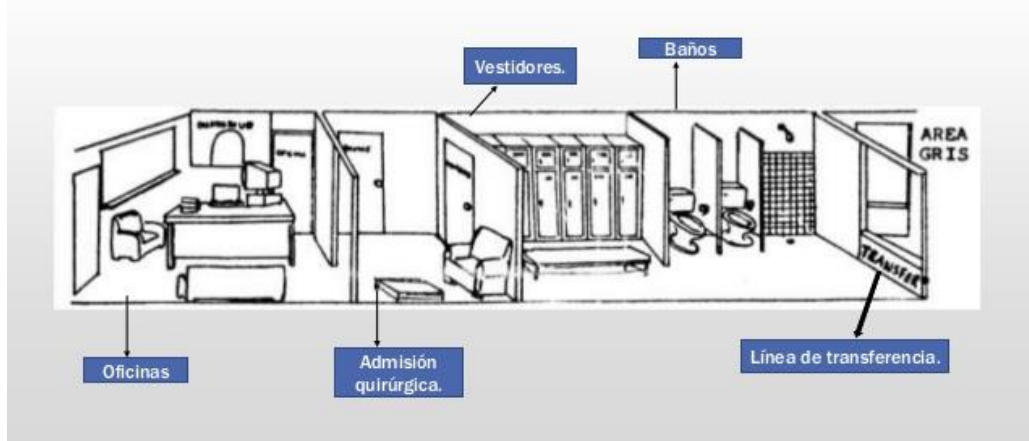 Baños
Vestidores.
AREA
GRIS
TRANSFER
Oficinas
Admisión
quirúrgica.
Línea de transferencia.